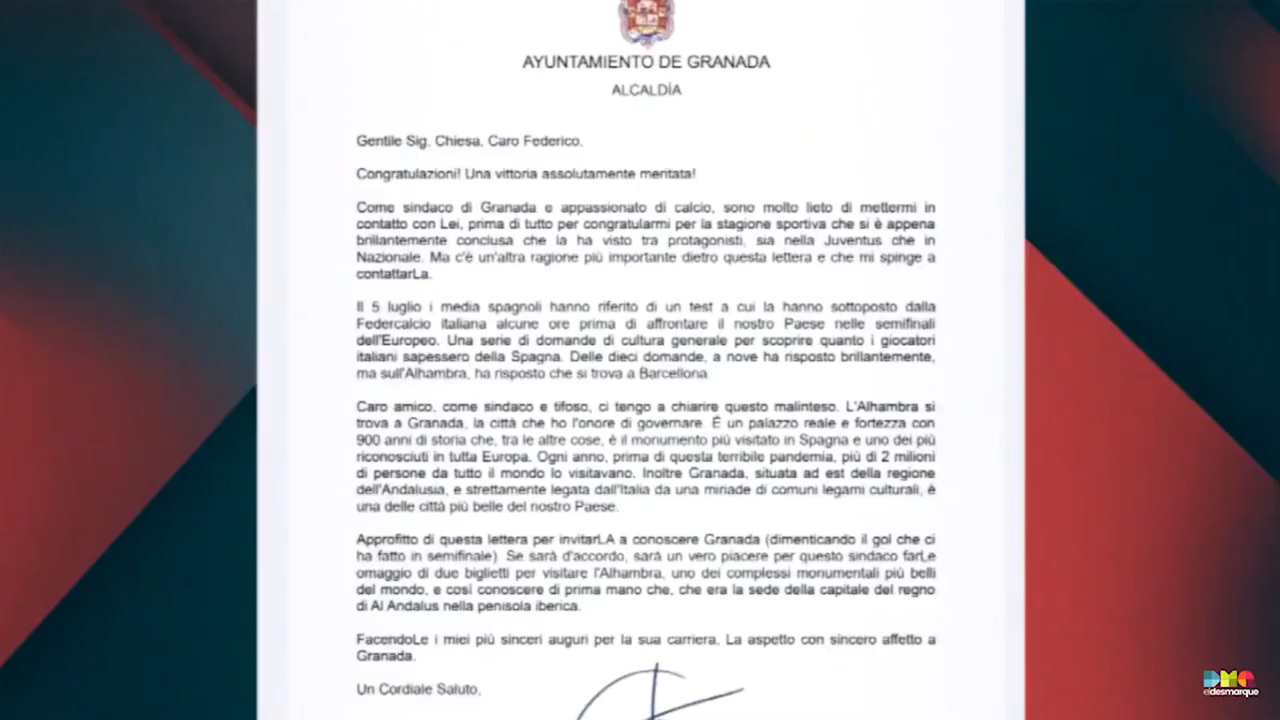 AYUNTAMIENTO DE GRANADA
ALCALDÍA
Gentile Sig. Chiesa, Caro Federico,
Congratulazioni! Una vittoria assolutamente meritata!
Come sindaco di Granada e appassionato di calcio, sono molto lieto di mettermi in
contatto con Lei, prima di tutto per congratularmi per la stagione sportiva che si è appena
brillantemente conclusa che la ha visto tra protagonisti, sia nella Juventus che in
Nazionale. Ma c'è un'altra ragione più importante dietro questa lettera e che mi spinge a
contattarLa.
Il 5 luglio i media spagnoli hanno riferito di un test a cui la hanno sottoposto dalla
Federcalcio italiana alcune ore prima di affrontare il nostro Paese nelle semifinali
dell'Europeo. Una serie di domande di cultura generale per scoprire quanto i giocatori
italiani sapessero della Spagna. Delle dieci domande, a nove ha risposto brillantemente,
ma sull'Alhambra, ha risposto che si trova a Barcellona.
Caro amico, come sindaco e tifoso, ci tengo a chiarire questo malinteso. L'Alhambra si
trova a Granada, la città che ho l'onore di governare. È un palazzo reale e fortezza con
900 anni di storia che, tra le altre cose, è il monumento più visitato in Spagna e uno dei più
riconosciuti in tutta Europa. Ogni anno, prima di questa terribile pandemia, più di 2 milioni
di persone da tutto il mondo lo visitavano. Inoltre Granada, situata ad est della regione
dell'Andalusia, e strettamente legata dall'Italia da una miriade di comuni legami culturali, è
una delle città più belle del nostro Paese.
Approfitto di questa lettera per invitarLA a conoscere Granada (dimenticando il gol che ci
ha fatto in semifinale). Se sarà d'accordo, sarà un vero piacere per questo sindaco farLe
omaggio di due biglietti per visitare l'Alhambra, uno dei complessi monumentali più belli
del mondo, e così conoscere di prima mano che, che era la sede della capitale del regno
di Al Andalus nella penisola iberica.
FacendoLe i miei più sinceri auguri per la sua carriera, La aspetto con sincero affetto a
Granada.
Un Cordiale Saluto,
DMQ
eldesmarque